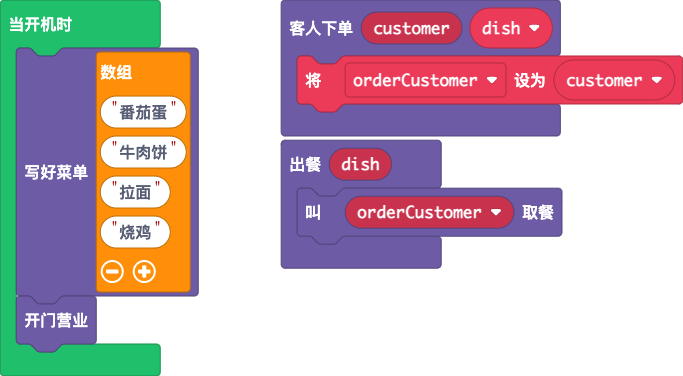 当开机时
写好菜单
数组
"番茄蛋"
"牛肉饼"
"拉面"
"烧鸡"
开门营业
客人下单 customer dish
将 orderCustomer 设为 customer
出餐 dish
叫 orderCustomer 取餐